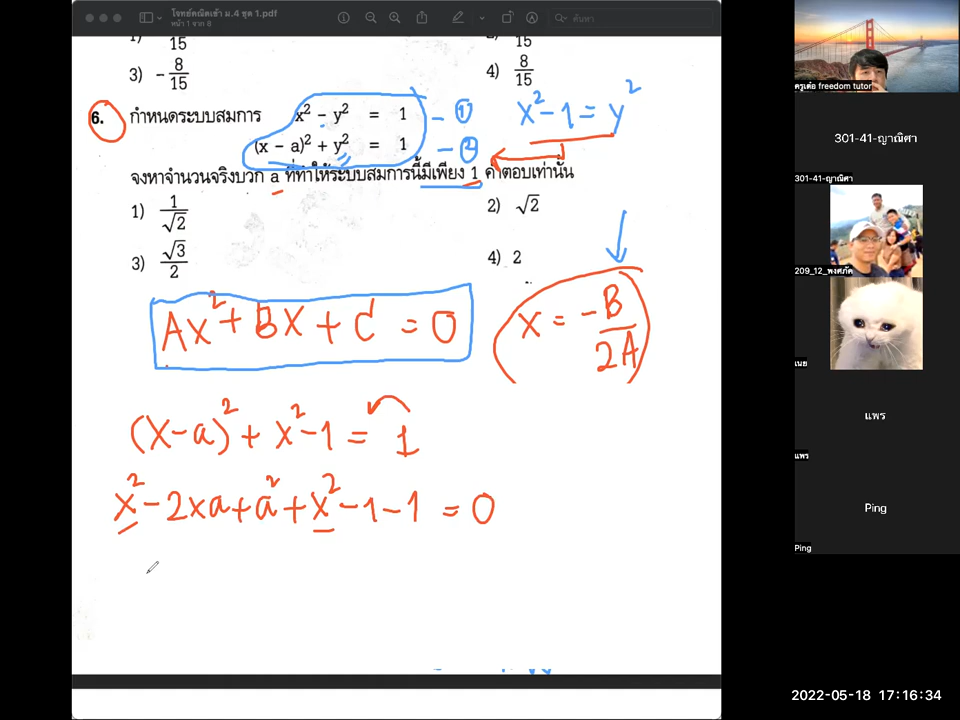 โจทย์คณิตเข้า ม.4 ชุด 1.pdf
หน้า 1 จาก 8
ค้นหา
15
15
3) - 8/15
4) 8/15
6. กำหนดระบบสมการ x² − y² = 1 - ① x²-1 = y²
(x − a)² + y² = 1 - ②
จงหาจำนวนจริงบวก a ที่ทำให้ระบบสมการนี้มีเพียง 1 คำตอบเท่านั้น
1) 1/√2
2) √2
3) √3/2
4) 2
Ax² + Bx + C = 0
x = -B/2A
(x-a)² + x²-1 = 1
x² - 2xa + a² + x² - 1 - 1 = 0
ครูเต๋อ freedom tutor
301-41-ญาณิศา
301-41-ญาณิศา
209_12_พงศภัค
เนย
แพร
แพร
Ping
Ping
2022-05-18 17:16:34